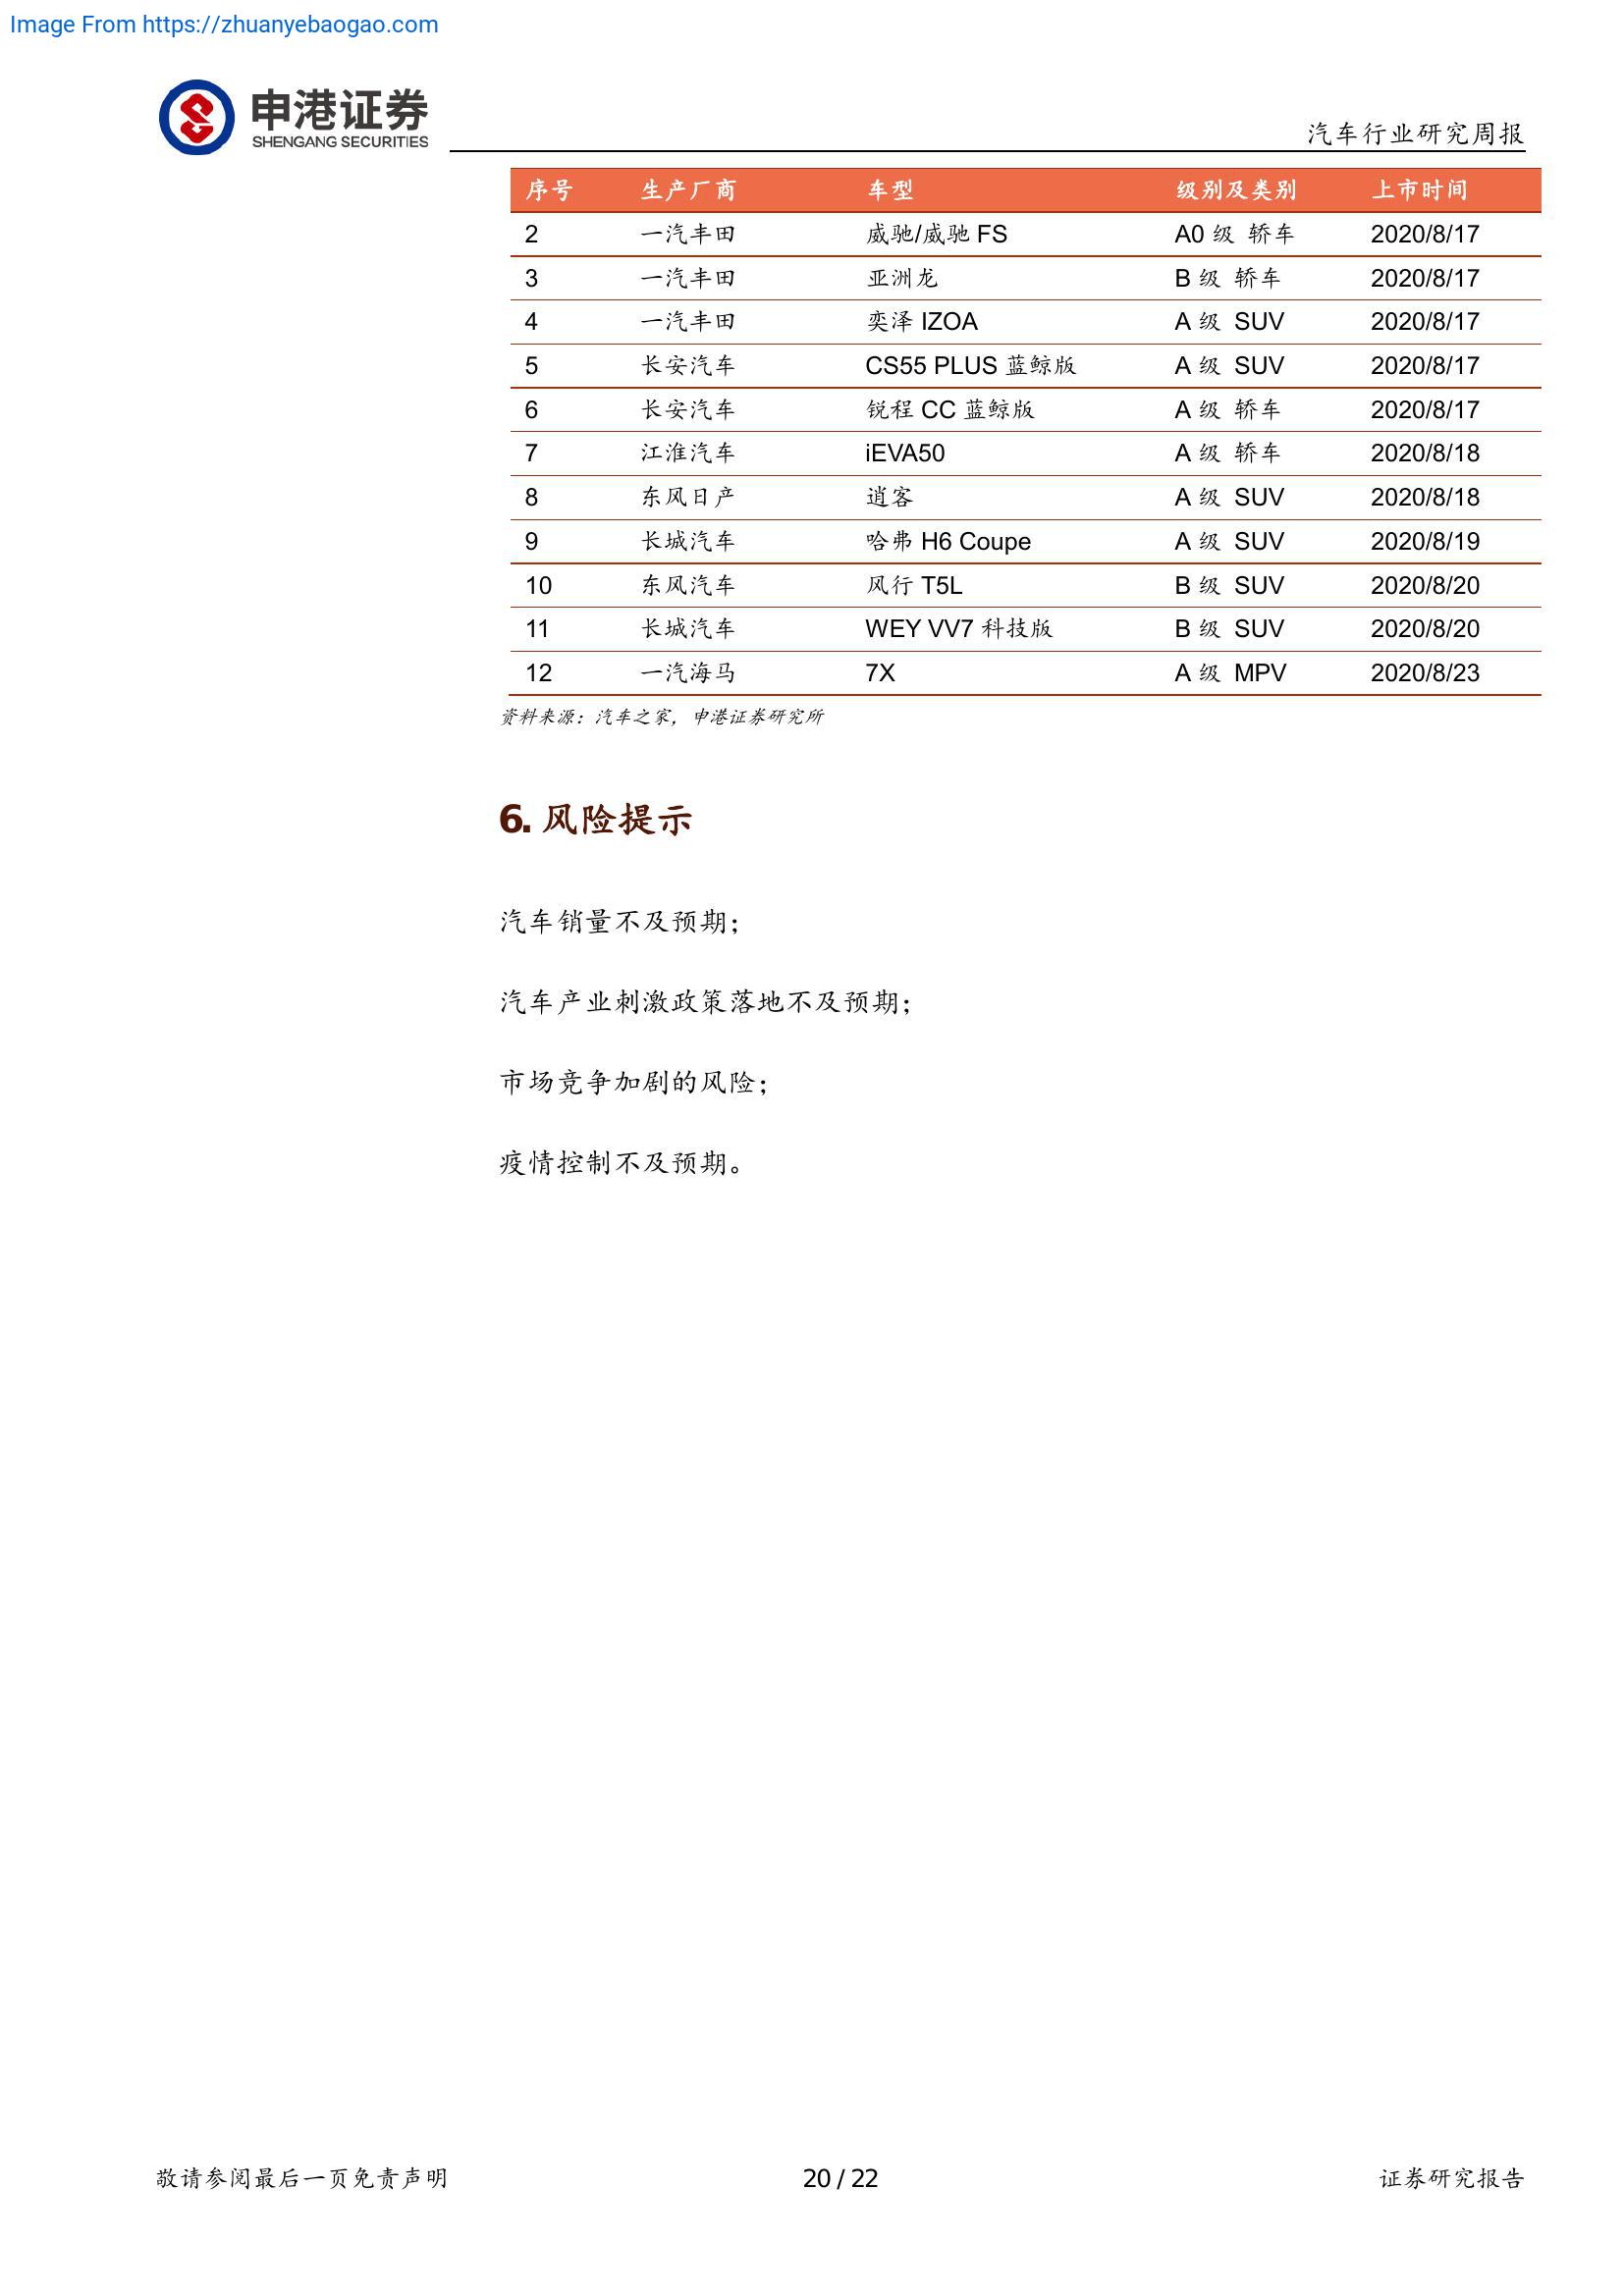 Image From https://zhuanyebaogao.com
申港证券
SHENGANG SECURITIES
汽车行业研究周报
序号 生产厂商 车型 级别及类别 上市时间
2 一汽丰田 威驰/威驰 FS A0 级 轿车 2020/8/17
3 一汽丰田 亚洲龙 B 级 轿车 2020/8/17
4 一汽丰田 奕泽 IZOA A 级 SUV 2020/8/17
5 长安汽车 CS55 PLUS 蓝鲸版 A 级 SUV 2020/8/17
6 长安汽车 锐程 CC 蓝鲸版 A 级 轿车 2020/8/17
7 江淮汽车 iEVA50 A 级 轿车 2020/8/18
8 东风日产 逍客 A 级 SUV 2020/8/18
9 长城汽车 哈弗 H6 Coupe A 级 SUV 2020/8/19
10 东风汽车 风行 T5L B 级 SUV 2020/8/20
11 长城汽车 WEY VV7 科技版 B 级 SUV 2020/8/20
12 一汽海马 7X A 级 MPV 2020/8/23
资料来源：汽车之家，申港证券研究所
6. 风险提示
汽车销量不及预期；
汽车产业刺激政策落地不及预期；
市场竞争加剧的风险；
疫情控制不及预期。
敬请参阅最后一页免责声明 20 / 22 证券研究报告